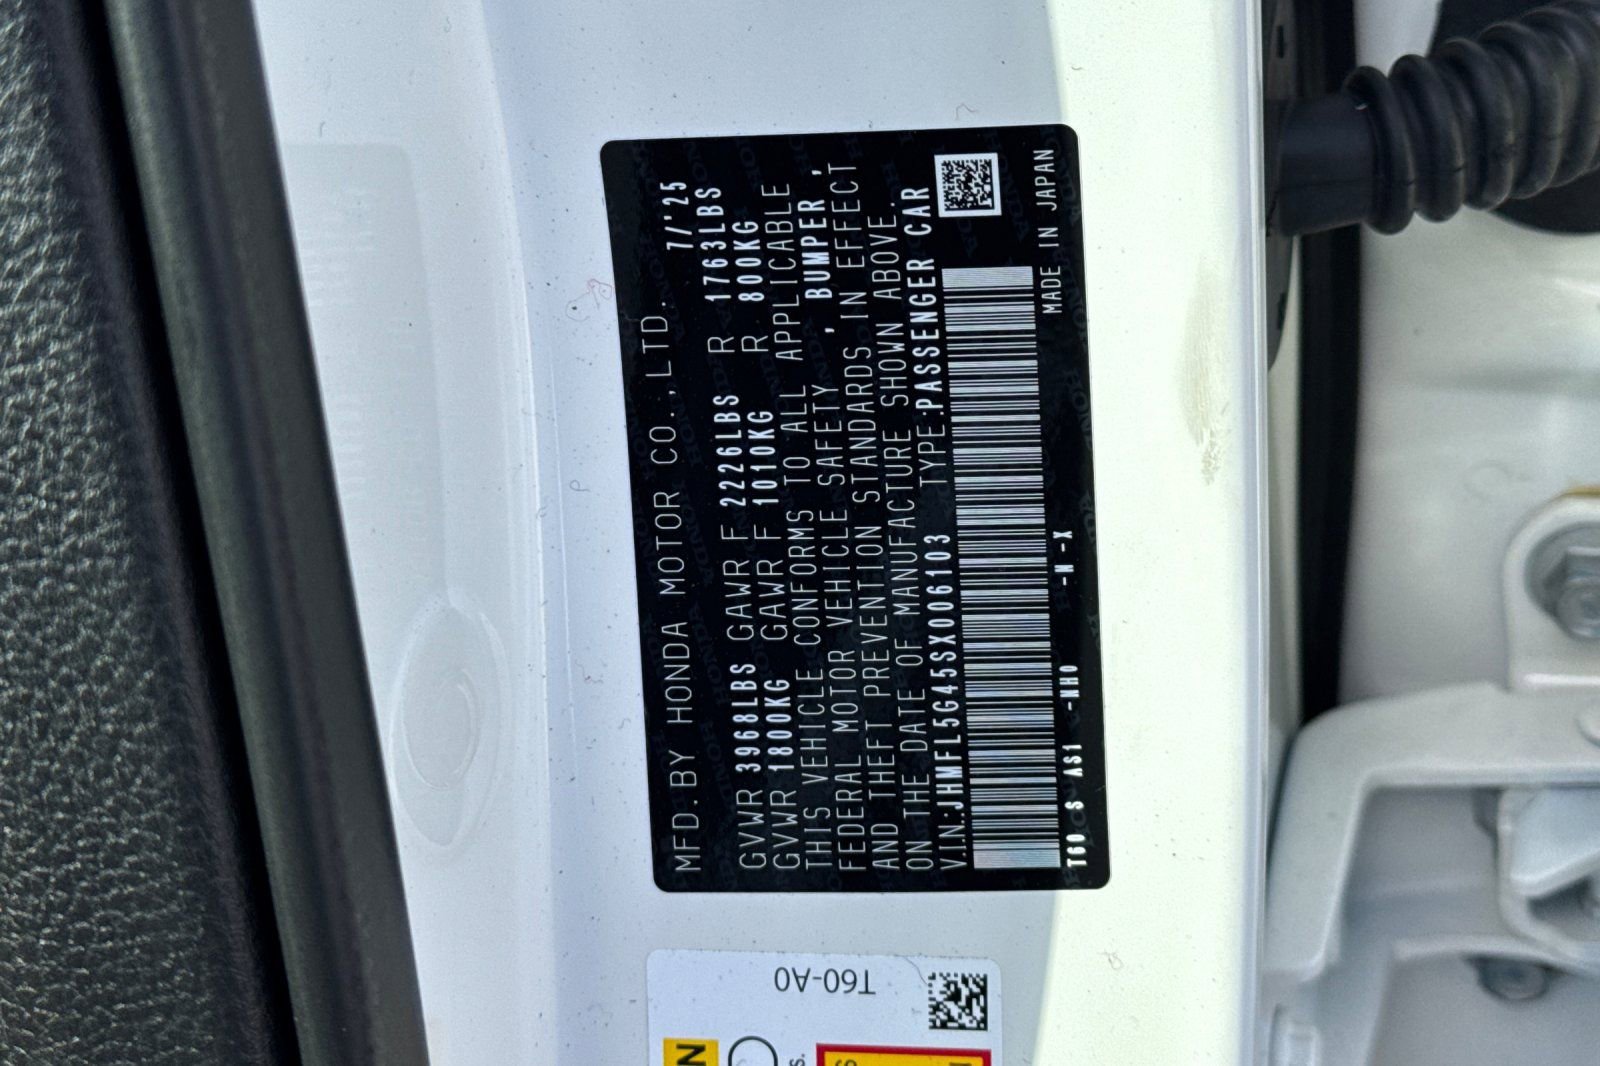 MFD.BY HONDA MOTOR CO.,LTD. 7/'25
GVWR 3968LBS GAWR F 2226LBS R 1763LBS
GVWR 1800KG GAWR F 1010KG R 800KG
THIS VEHICLE CONFORMS TO ALL APPLICABLE
FEDERAL MOTOR VEHICLE SAFETY , BUMPER ,
AND THEFT PREVENTION STANDARDS IN EFFECT
ON THE DATE OF MANUFACTURE SHOWN ABOVE.
VIN:JHMFL5G45SX006103 TYPE:PASSENGER CAR
T60 S AS1 -NH0 -N -X MADE IN JAPAN
T60-A0